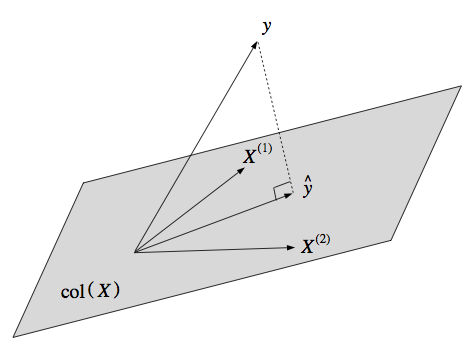 y
X⁽¹⁾
ŷ
X⁽²⁾
col(X)